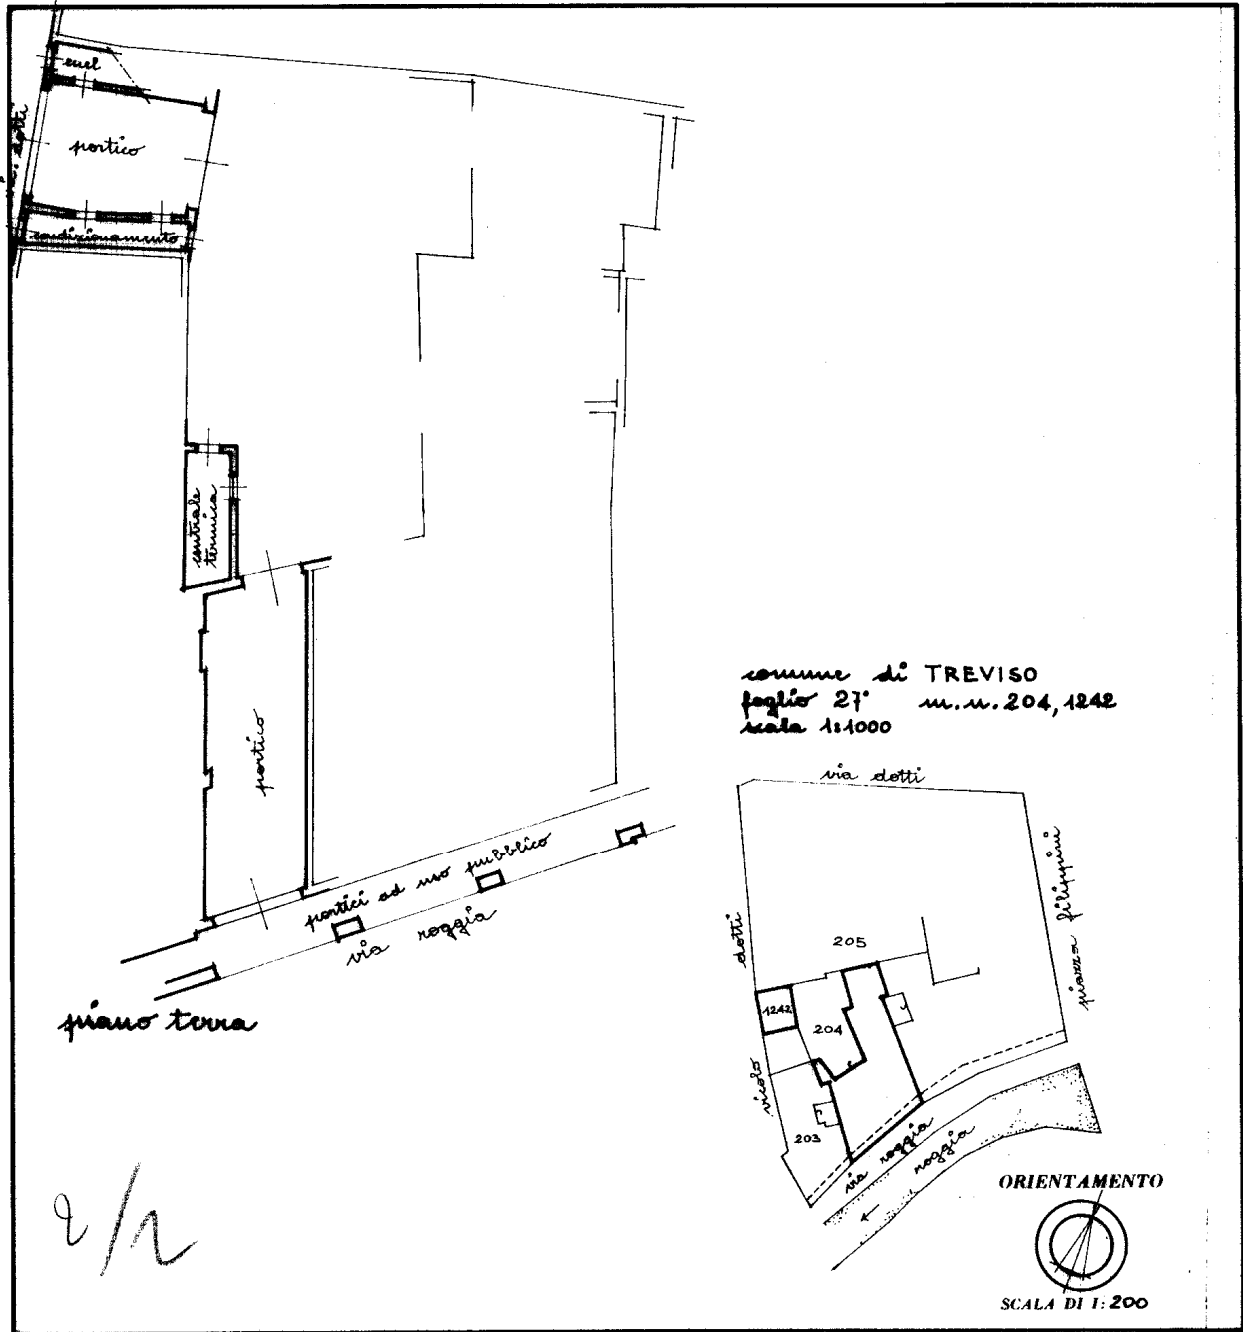 enel
portico
condizionamento
centrale
termica
portico
portici ad uso pubblico
via roggia
piano terra
comune di TREVISO
foglio 27° m.n. 204, 1242
scala 1:1000
via dotti
piazza filippini
dotti
205
1242
204
vicolo
203
via roggia
roggia
ORIENTAMENTO
SCALA DI 1: 200